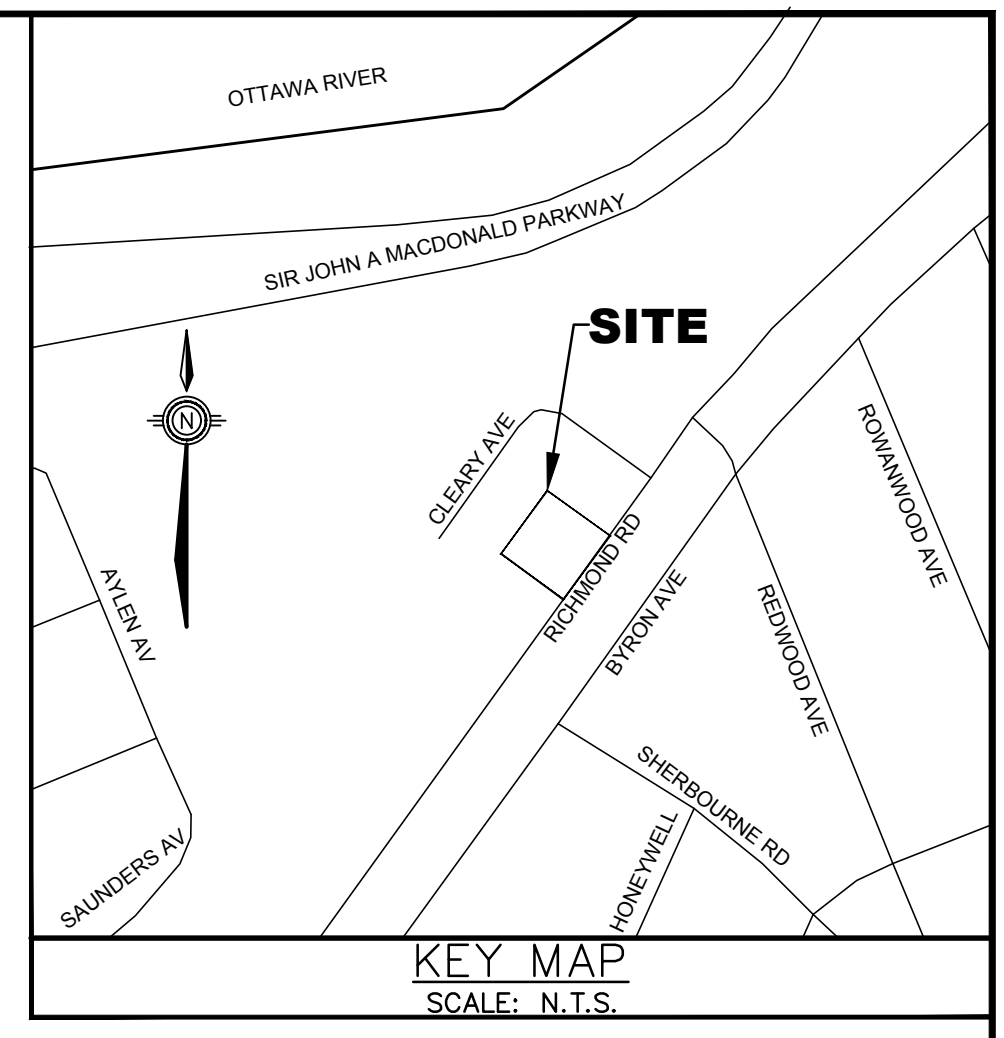 OTTAWA RIVER
SIR JOHN A MACDONALD PARKWAY
SITE
N
CLEARY AVE
ROWANWOOD AVE
RICHMOND RD
AYLEN AV
BYRON AVE
REDWOOD AVE
SHERBOURNE RD
HONEYWELL
SAUNDERS AV
KEY MAP
SCALE: N.T.S.